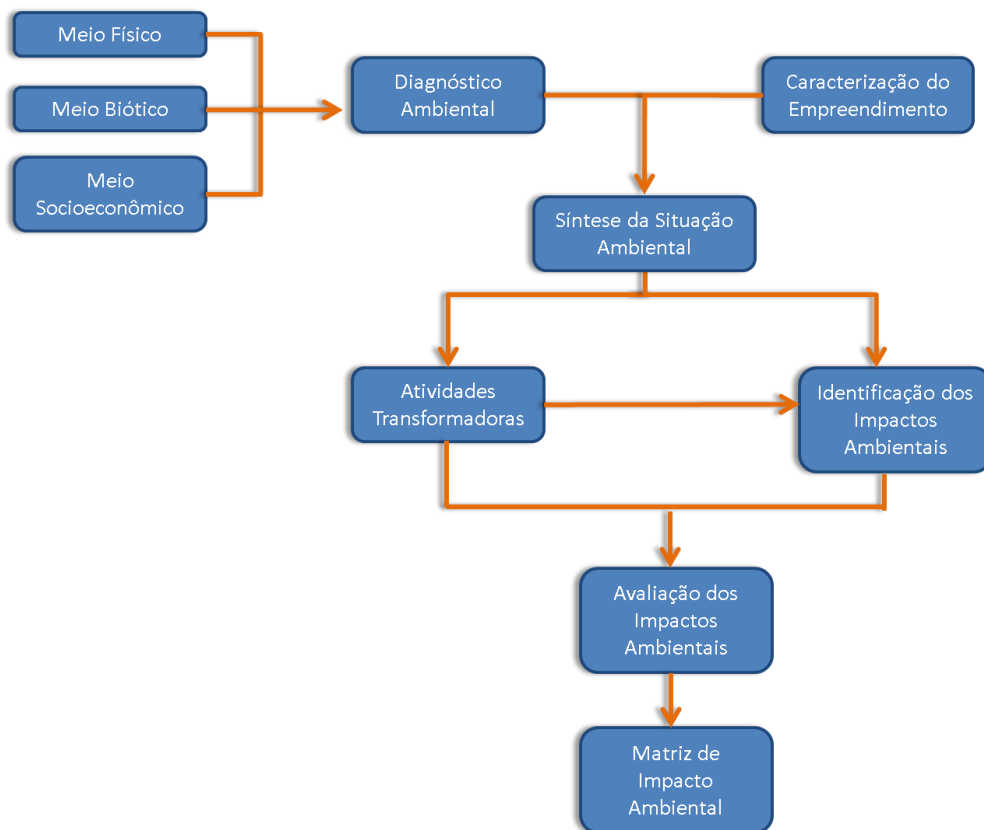 Meio Físico
Meio Biótico
Meio
Socioeconômico
Diagnóstico
Ambiental
Caracterização do
Empreendimento
Síntese da Situação
Ambiental
Atividades
Transformadoras
Identificação dos
Impactos
Ambientais
Avaliação dos
Impactos
Ambientais
Matriz de
Impacto
Ambiental